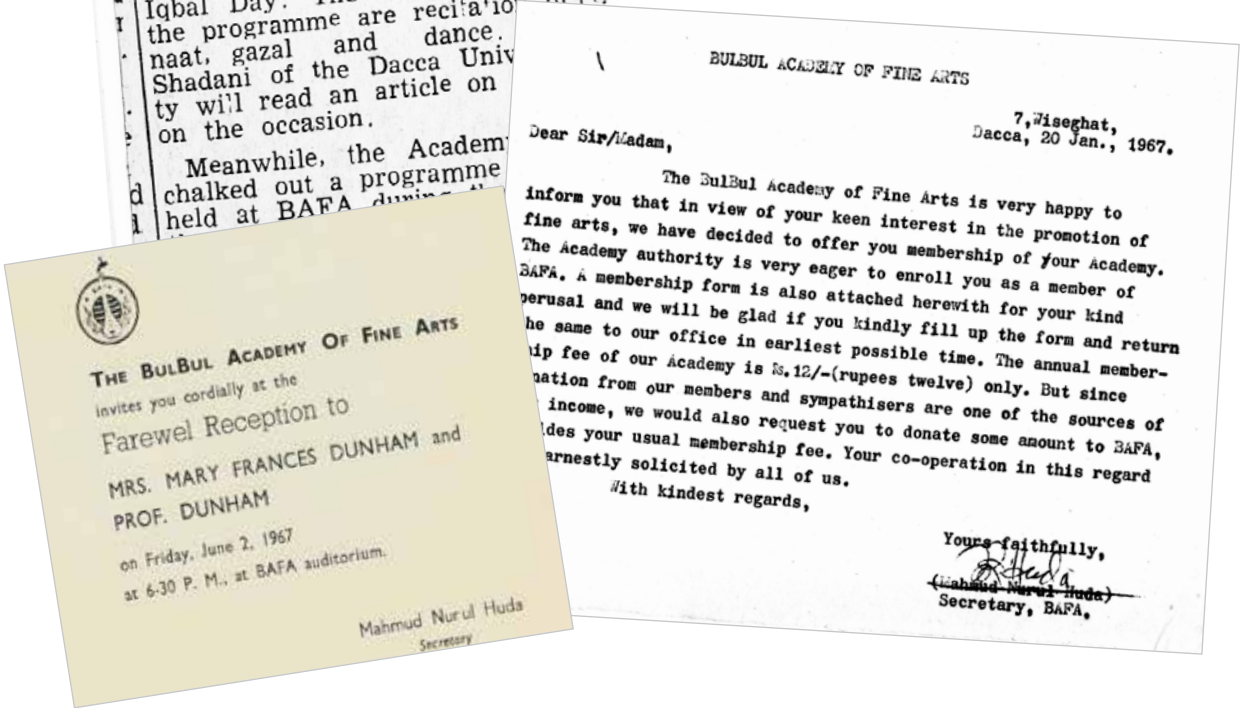 Iqbal Day.
the programme are
naat, gazal and dance.
Shadani of the Dacca Univ
ty will read an article on
on the occasion.
Meanwhile, the Academy
chalked out a programme
held at BAFA during
BULBUL ACADEMY OF FINE ARTS
7,Wiseghat,
Dacca, 20 Jan., 1967.
Dear Sir/Madam,
The BulBul Academy of Fine Arts is very happy to
inform you that in view of your keen interest in the promotion of
fine arts, we have decided to offer you membership of your Academy.
The Academy authority is very eager to enroll you as a member of
BAFA. A membership form is also attached herewith for your kind
perusal and we will be glad if you kindly fill up the form and return
he same to our office in earliest possible time. The annual member-
ip fee of our Academy is Rs.12/-(rupees twelve) only. But since
nation from our members and sympathisers are one of the sources of
income, we would also request you to donate some amount to BAFA,
ides your usual membership fee. Your co-operation in this regard
arnestly solicited by all of us.
With kindest regards,
Yours faithfully,
(Mahmud Nurul Huda)
Secretary, BAFA.
THE BULBUL ACADEMY OF FINE ARTS
invites you cordially at the
Farewel Reception to
MRS. MARY FRANCES DUNHAM and
PROF. DUNHAM
on Friday, June 2, 1967
at 6-30 P. M., at BAFA auditorium.
Mahmud Nurul Huda
Secretary